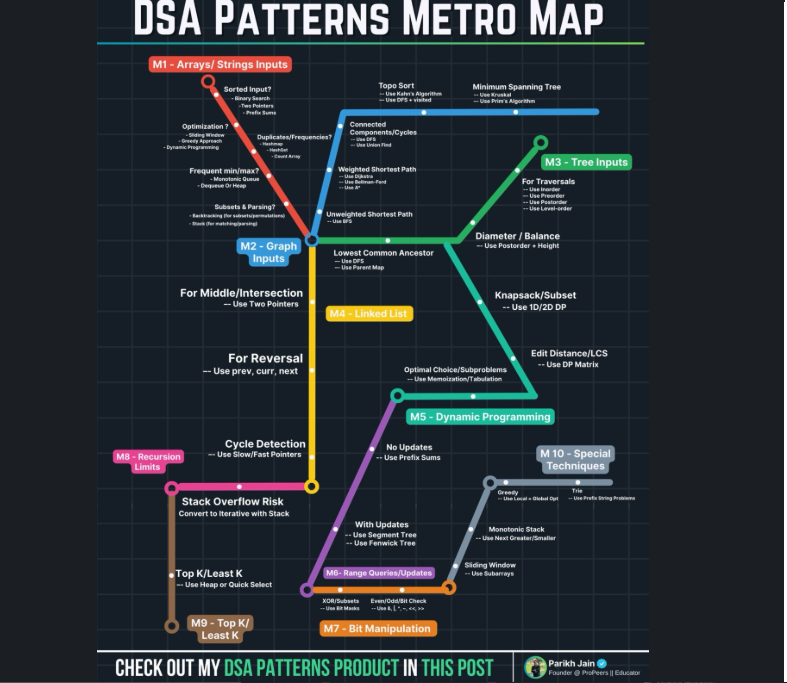 DSA PATTERNS METRO MAP
M1 - Arrays/ Strings Inputs
Sorted Input?
- Binary Search
- Two Pointers
- Prefix Sums
Optimization ?
- Sliding Window
- Greedy Approach
- Dynamic Programming
Duplicates/Frequencies?
- Hashmap
- HashSet
- Count Array
Frequent min/max?
- Monotonic Queue
- Dequeue Or Heap
Subsets & Parsing?
- Backtracking (for subsets/permutations)
- Stack (for matching/parsing)
Topo Sort
-- Use Kahn's Algorithm
-- Use DFS + visited
Minimum Spanning Tree
-- Use Kruskal
-- Use Prim's Algorithm
Connected
Components/Cycles
-- Use DFS
-- Use Union Find
Weighted Shortest Path
-- Use Dijkstra
-- Use Bellman-Ford
-- Use A*
Unweighted Shortest Path
-- Use BFS
M2 - Graph
Inputs
M3 - Tree Inputs
For Traversals
-- Use Inorder
-- Use Preorder
-- Use Postorder
-- Use Level-order
Diameter / Balance
-- Use Postorder + Height
Lowest Common Ancestor
-- Use DFS
-- Use Parent Map
For Middle/Intersection
-- Use Two Pointers
M4 - Linked List
For Reversal
-- Use prev, curr, next
Cycle Detection
-- Use Slow/Fast Pointers
Knapsack/Subset
-- Use 1D/2D DP
Edit Distance/LCS
-- Use DP Matrix
Optimal Choice/Subproblems
-- Use Memoization/Tabulation
M5 - Dynamic Programming
No Updates
-- Use Prefix Sums
With Updates
-- Use Segment Tree
-- Use Fenwick Tree
M6- Range Queries/Updates
M8 - Recursion
Limits
Stack Overflow Risk
Convert to Iterative with Stack
Top K/Least K
-- Use Heap or Quick Select
M9 - Top K/
Least K
XOR/Subsets
-- Use Bit Masks
Even/Odd/Bit Check
-- Use &, |, ^, ~, <<, >>
M7 - Bit Manipulation
M 10 - Special
Techniques
Greedy
-- Use Local = Global Opt
Trie
-- Use Prefix String Problems
Monotonic Stack
-- Use Next Greater/Smaller
Sliding Window
-- Use Subarrays
CHECK OUT MY DSA PATTERNS PRODUCT IN THIS POST
Parikh Jain
Founder @ ProPeers || Educator